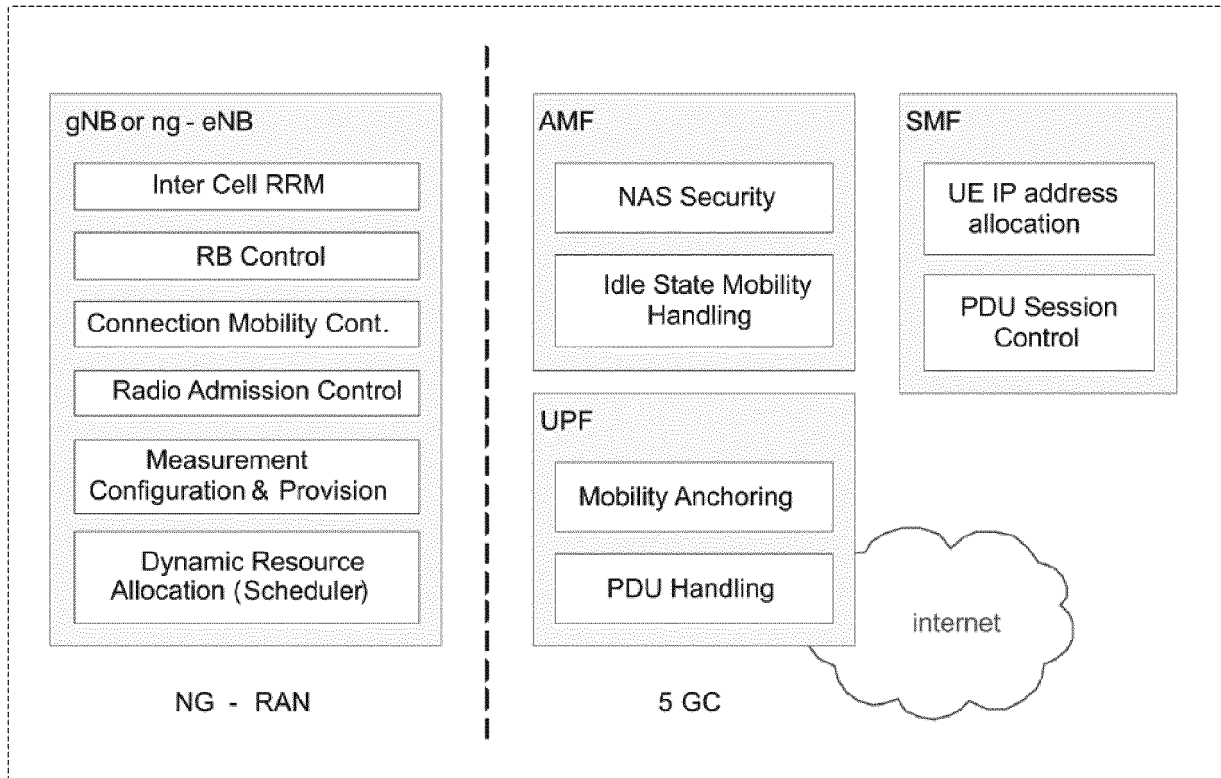 gNB or ng - eNB
Inter Cell RRM
RB Control
Connection Mobility Cont.
Radio Admission Control
Measurement
Configuration & Provision
Dynamic Resource
Allocation (Scheduler)
NG - RAN
AMF
NAS Security
Idle State Mobility
Handling
UPF
Mobility Anchoring
PDU Handling
SMF
UE IP address
allocation
PDU Session
Control
internet
5 GC